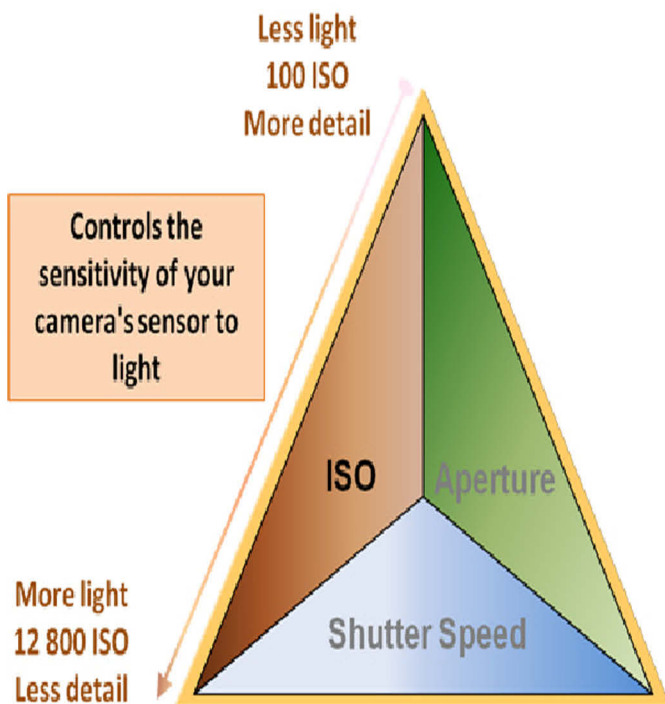 Less light
100 ISO
More detail
Controls the
sensitivity of your
camera's sensor to
light
ISO
Aperture
Shutter Speed
More light
12 800 ISO
Less detail